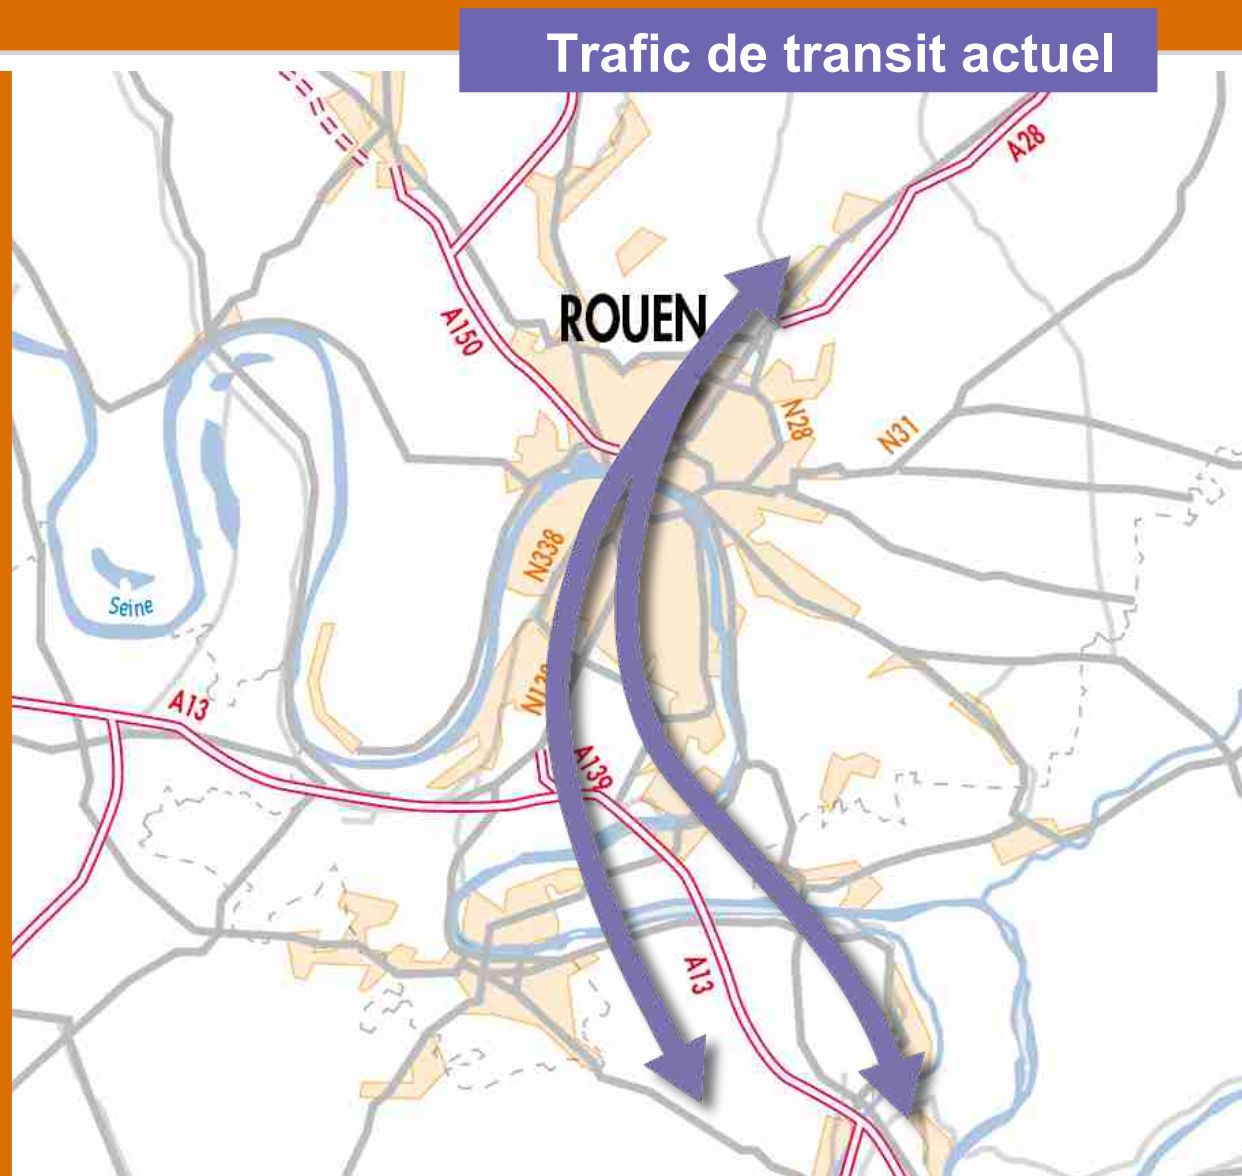 Trafic de transit actuel
A28
ROUEN
A150
N28
N31
N338
Seine
A13
A139
A13